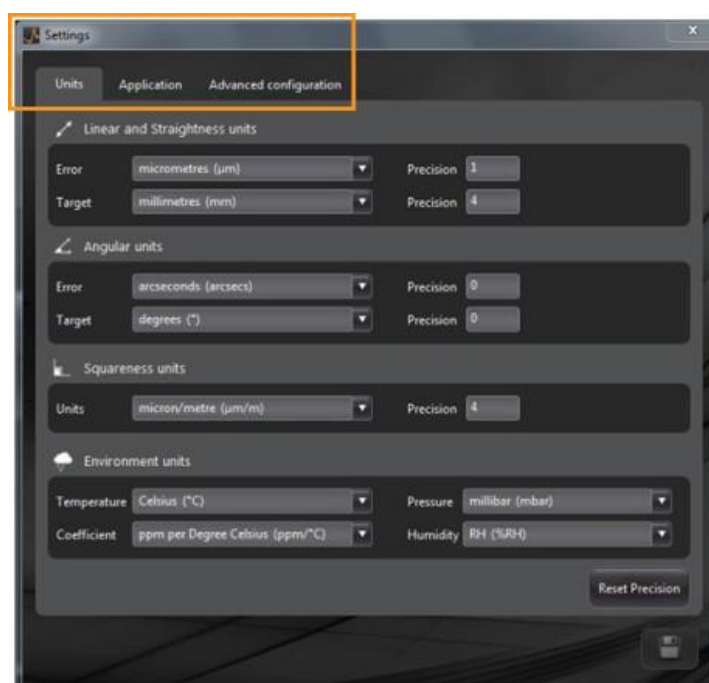 Settings
x
Units Application Advanced configuration
Linear and Straightness units
Error micrometres (µm) Precision 1
Target millimetres (mm) Precision 4
Angular units
Error arcseconds (arcsecs) Precision 0
Target degrees (°) Precision 0
Squareness units
Units micron/metre (µm/m) Precision 4
Environment units
Temperature Celsius (°C) Pressure millibar (mbar)
Coefficient ppm per Degree Celsius (ppm/°C) Humidity RH (%RH)
Reset Precision